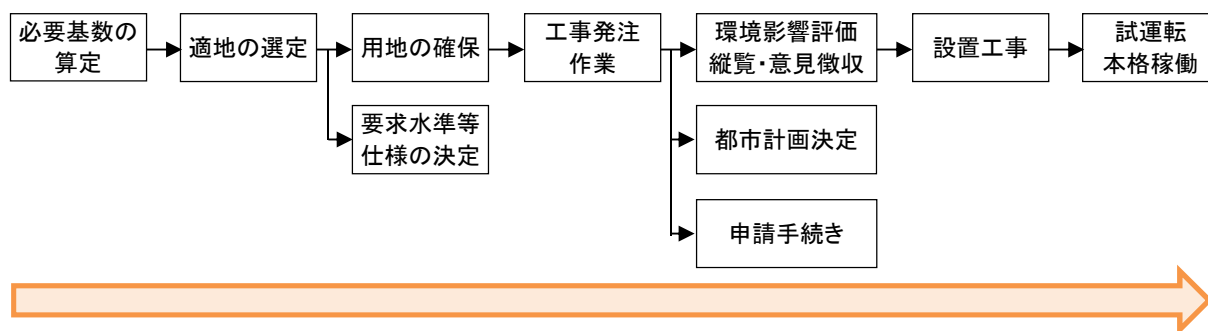 必要基数の
算定
適地の選定
用地の確保
工事発注
作業
環境影響評価
縦覧・意見徴収
設置工事
試運転
本格稼働
要求水準等
仕様の決定
都市計画決定
申請手続き